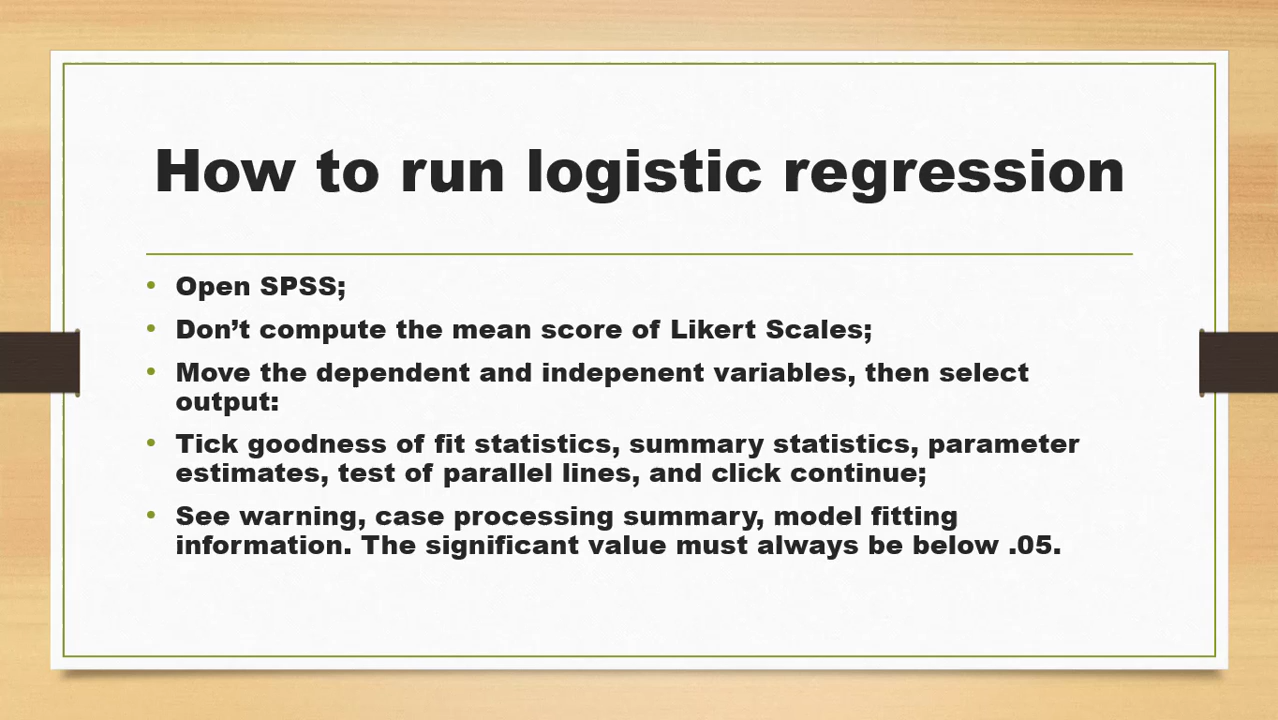 How to run logistic regression
• Open SPSS;
• Don’t compute the mean score of Likert Scales;
• Move the dependent and indepenent variables, then select
output:
• Tick goodness of fit statistics, summary statistics, parameter
estimates, test of parallel lines, and click continue;
• See warning, case processing summary, model fitting
information. The significant value must always be below .05.